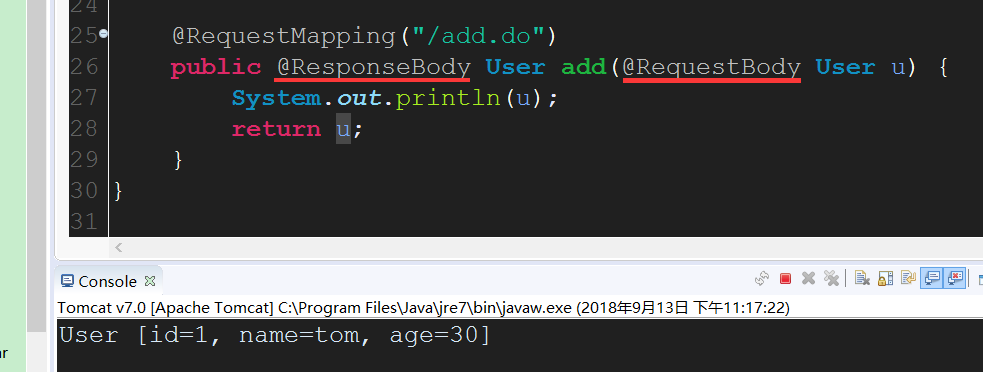 24
25 @RequestMapping("/add.do")
26 public @ResponseBody User add(@RequestBody User u) {
27 System.out.println(u);
28 return u;
29 }
30 }
31
Console
Tomcat v7.0 [Apache Tomcat] C:\Program Files\Java\jre7\bin\javaw.exe (2018年9月13日 下午11:17:22)
User [id=1, name=tom, age=30]
ar